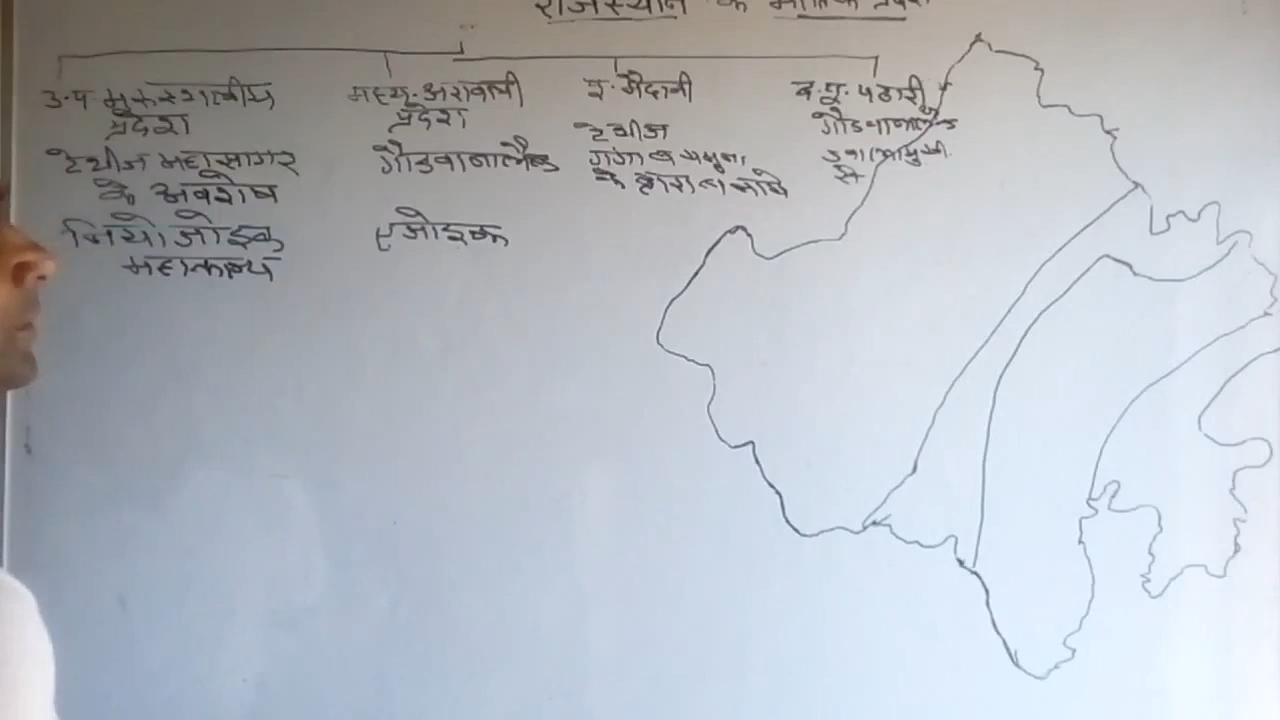 राजस्थान के भौतिक प्रदेश
उ.प. मरुस्थलीय
प्रदेश
टेथीज महासागर
के अवशेष
नियोजोइक
महाकल्प
मध्य. अरावली
प्रदेश
गौडवानालैंड
एजोइक
पू. मैदानी
टेथीज
गंगा व यमुना
के द्वारा
द.पू. पठारी
गौडवानालैंड
ज्वालामुखी
से